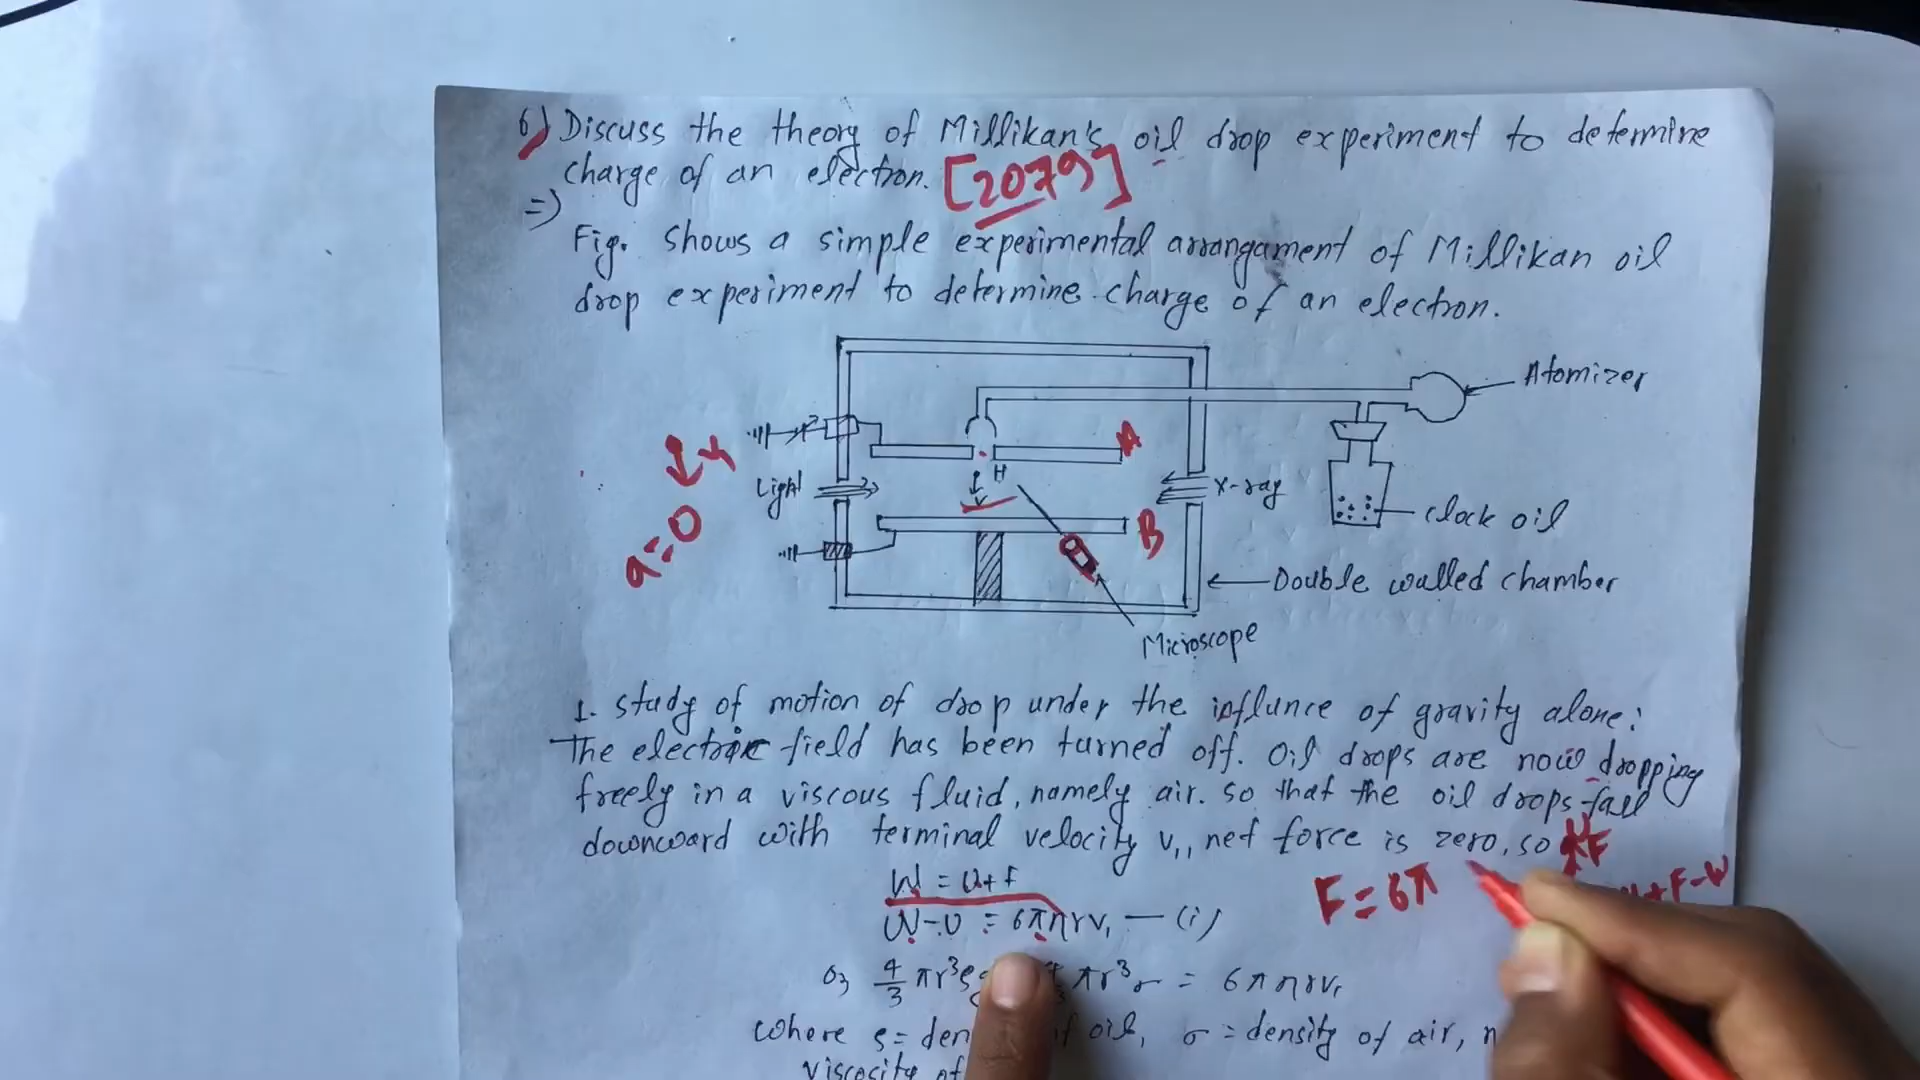 6) Discuss the theory of Millikan's oil drop experiment to determine
charge of an electron. [2079]
=>
Fig. shows a simple experimental arrangament of Millikan oil
drop experiment to determine charge of an electron.
Atomizer
A
H
Light
X-ray
clock oil
a=0
B
Double walled chamber
Microscope
1. study of motion of drop under the influnce of gravity alone:
The electric field has been turned off. Oil drops are now dropping
freely in a viscous fluid, namely air. so that the oil drops fall
downward with terminal velocity v₁, net force is zero, so
U F
W = U+F
F = 6π
U+F-W
W-U = 6πηrv₁ — (i)
or 4/3 πr³ρg πr³σ = 6πηrv₁
where ρ = of oil, σ = density of air,
viscosity of